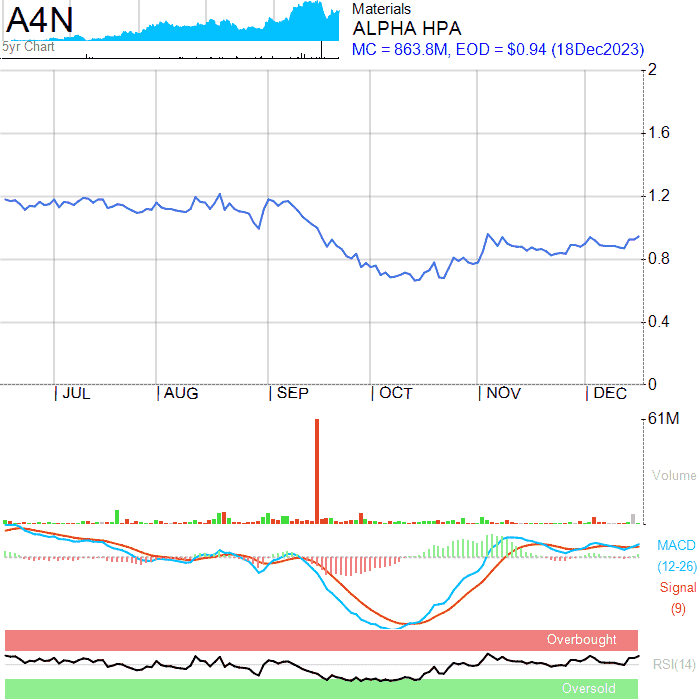 A4N
5yr Chart
Materials
ALPHA HPA
MC = 863.8M, EOD = $0.94 (18Dec2023)
2
1.6
1.2
0.8
0.4
0
JUL AUG SEP OCT NOV DEC
61M
Volume
MACD
(12-26)
Signal
(9)
Overbought
RSI(14)
Oversold